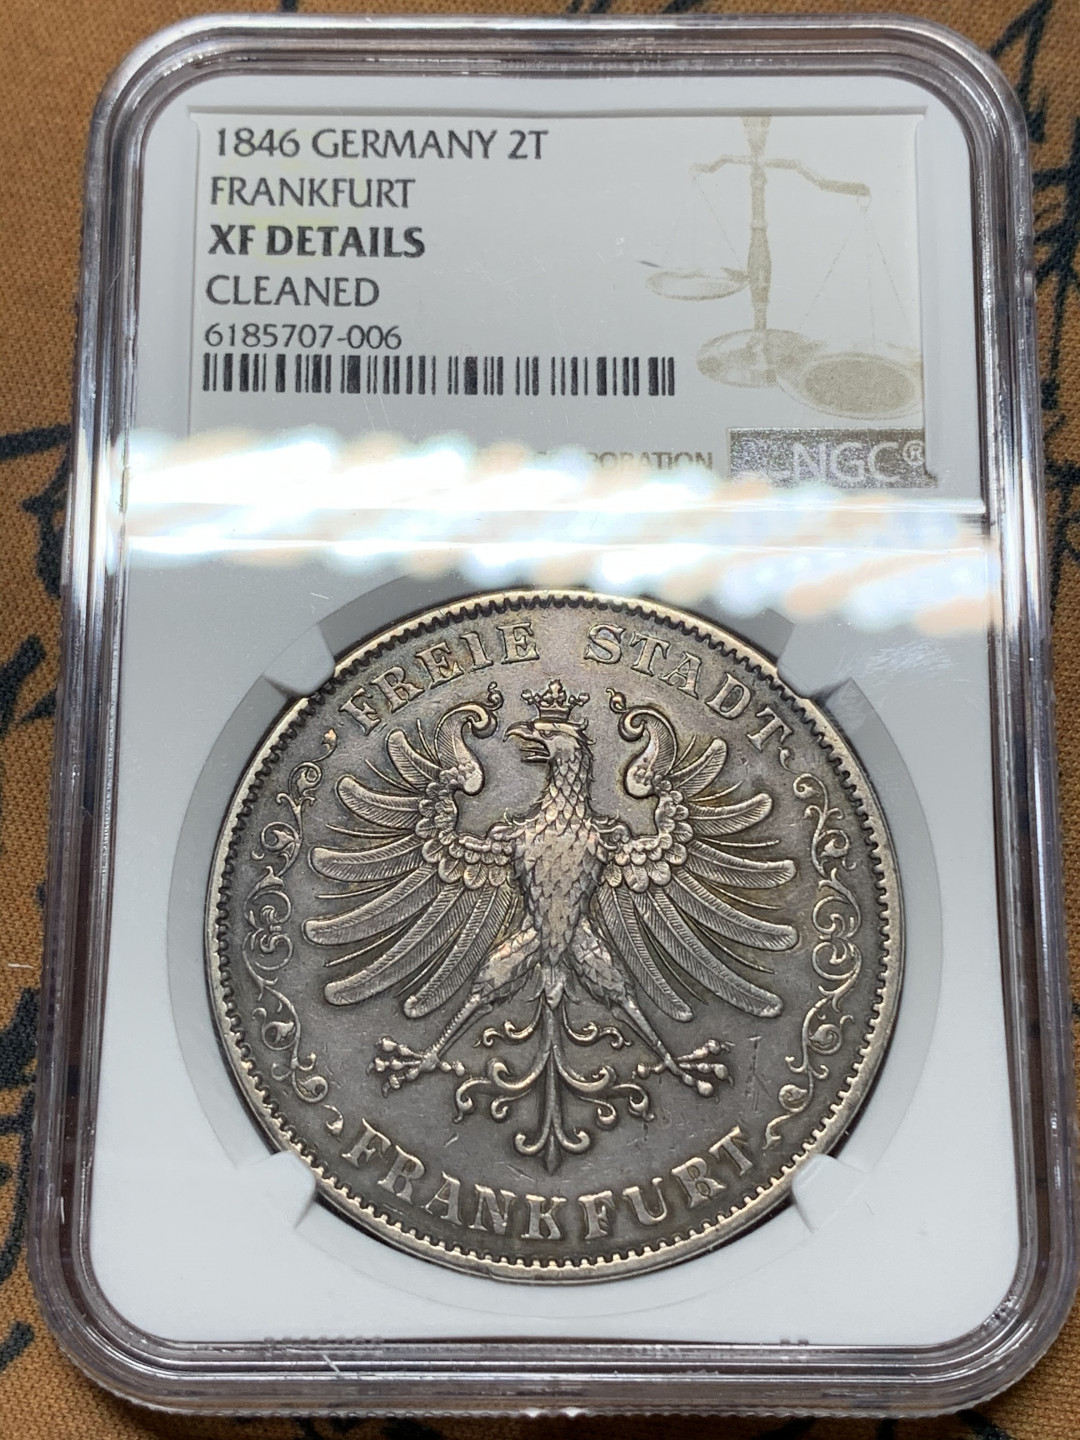 1846 GERMANY 2T
FRANKFURT
XF DETAILS
CLEANED
6185707-006
NGC®
FREIE STADT
FRANKFURT